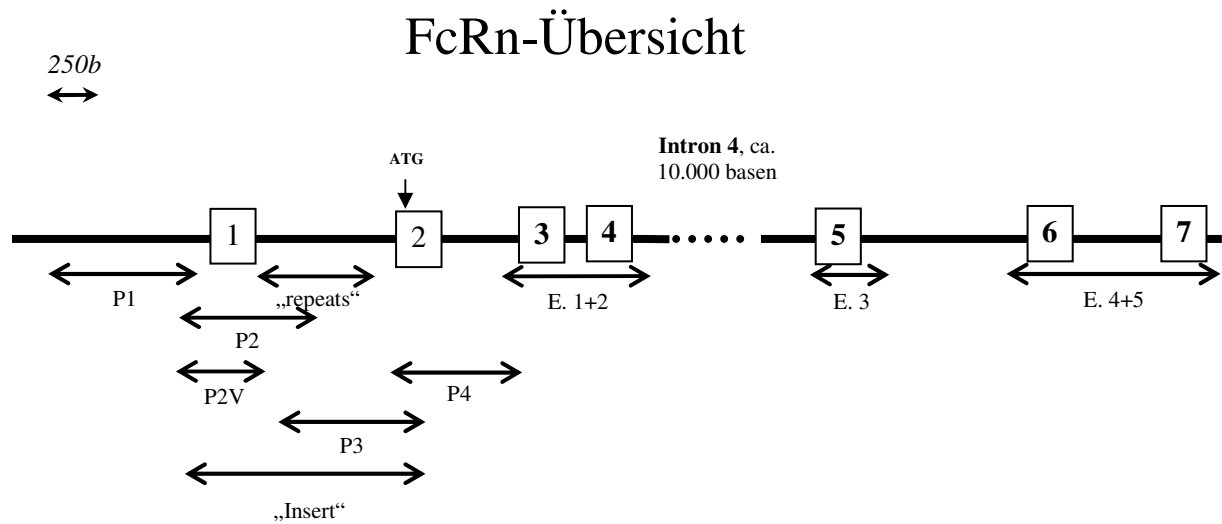 FcRn-Übersicht
250b
Intron 4, ca.
10.000 basen
ATG
1
2
3
4
5
6
7
P1
„repeats“
E. 1+2
E. 3
E. 4+5
P2
P2V
P4
P3
„Insert“